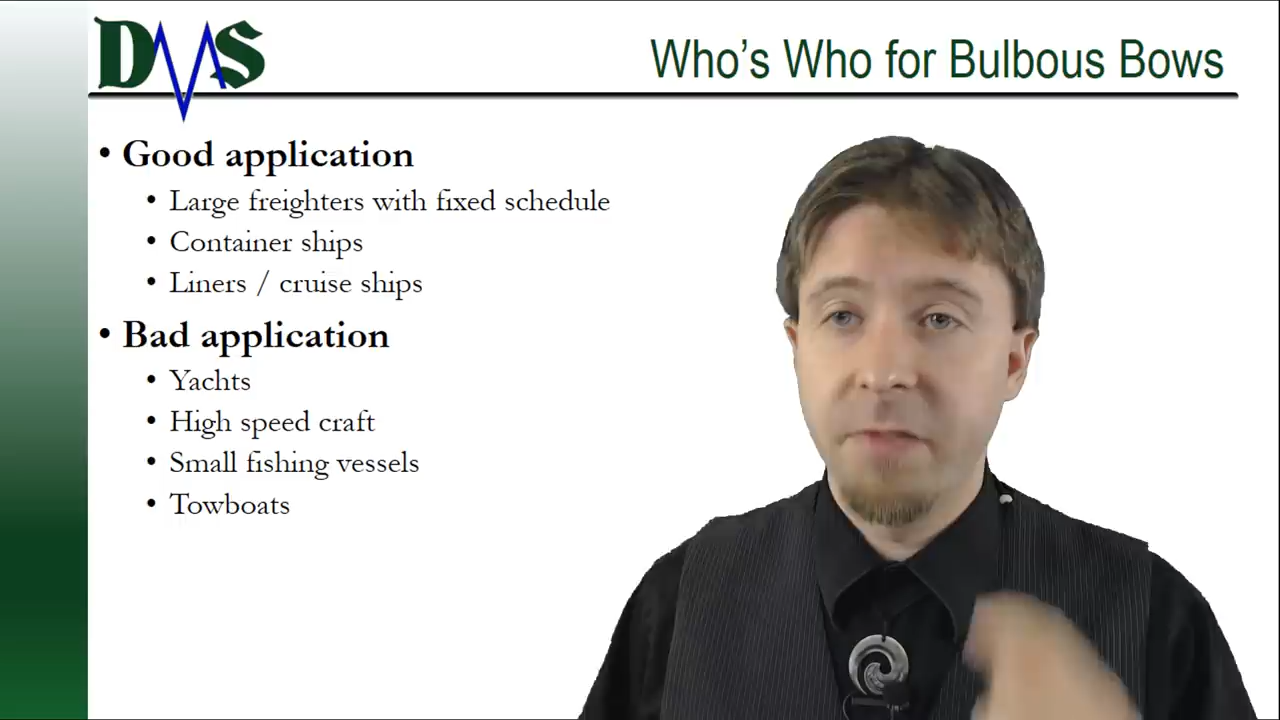 DMS
Who's Who for Bulbous Bows
• Good application
• Large freighters with fixed schedule
• Container ships
• Liners / cruise ships
• Bad application
• Yachts
• High speed craft
• Small fishing vessels
• Towboats